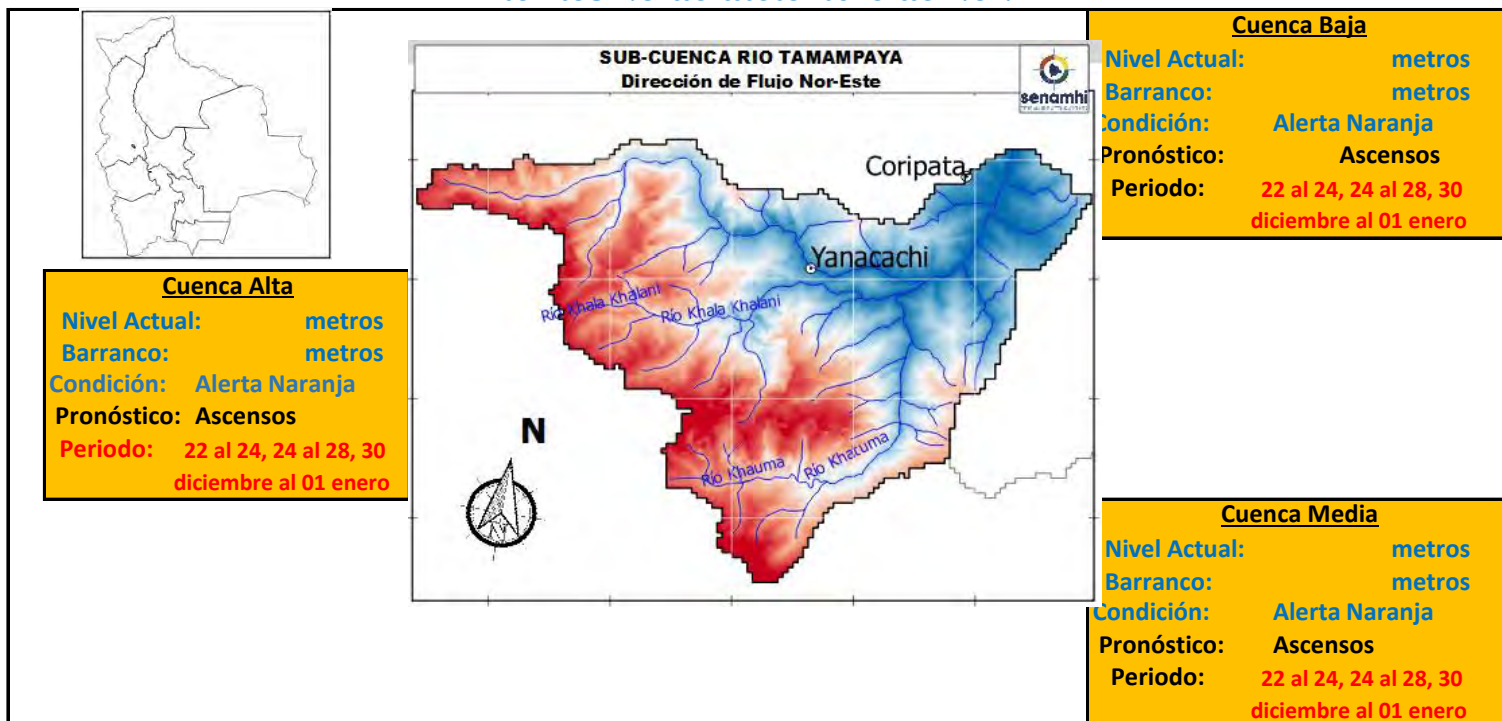 SUB-CUENCA RIO TAMAMPAYA
Dirección de Flujo Nor-Este
senamhi
Cuenca Baja
Nivel Actual: metros
Barranco: metros
Condición: Alerta Naranja
Pronóstico: Ascensos
Periodo: 22 al 24, 24 al 28, 30
diciembre al 01 enero
Coripata
Yanacachi
Río Khala Khalani
Río Khala Khalani
Río Khauma
Río Khatuma
N
Cuenca Alta
Nivel Actual: metros
Barranco: metros
Condición: Alerta Naranja
Pronóstico: Ascensos
Periodo: 22 al 24, 24 al 28, 30
diciembre al 01 enero
Cuenca Media
Nivel Actual: metros
Barranco: metros
Condición: Alerta Naranja
Pronóstico: Ascensos
Periodo: 22 al 24, 24 al 28, 30
diciembre al 01 enero